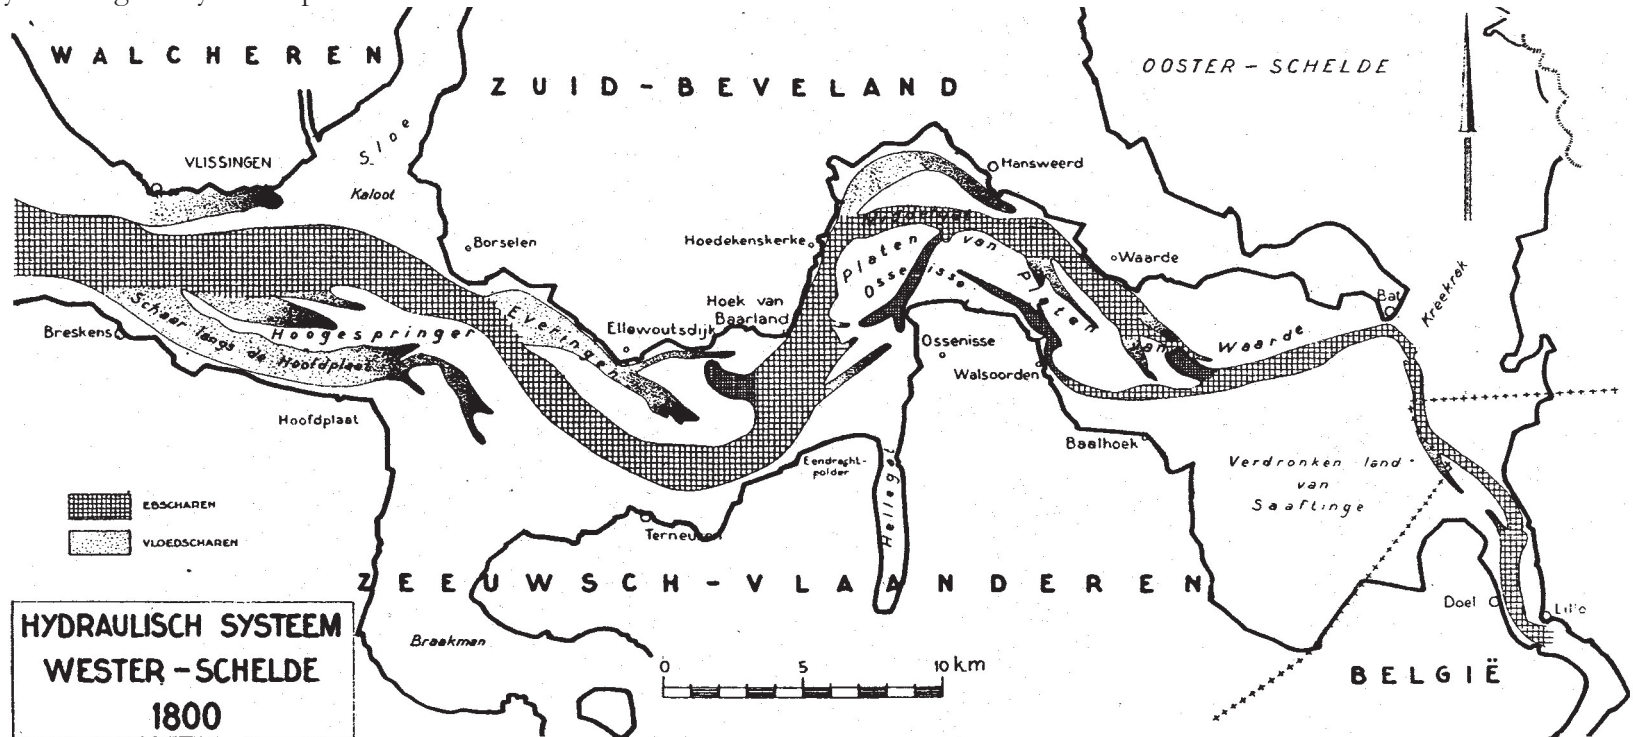 WALCHEREN
ZUID-BEVELAND
OOSTER-SCHELDE
Sloe
VLISSINGEN
Kaloot
Hansweerd
Borselen
Hoedekenskerke
Middelgat
Platen van
Ossenisse
Waarde
Platen van Waarde
Kreekrak
Bat
Hoek van
Baarland
Ellewoutsdijk
Everingen
Breskens
Schaar langs de Hoofdplaat
Hoogespringer
Ossenisse
Walsoorden
Hoofdplaat
Baalhoek
Eendracht-
polder
Hellegat
Verdronken land
van
Saaftinge
EBSCHAREN
VLOEDSCHAREN
Terneuzen
ZEEUWSCH-VLAANDEREN
Doel
Lillo
Braakman
BELGIË
0 5 10 km
HYDRAULISCH SYSTEEM
WESTER-SCHELDE
1800